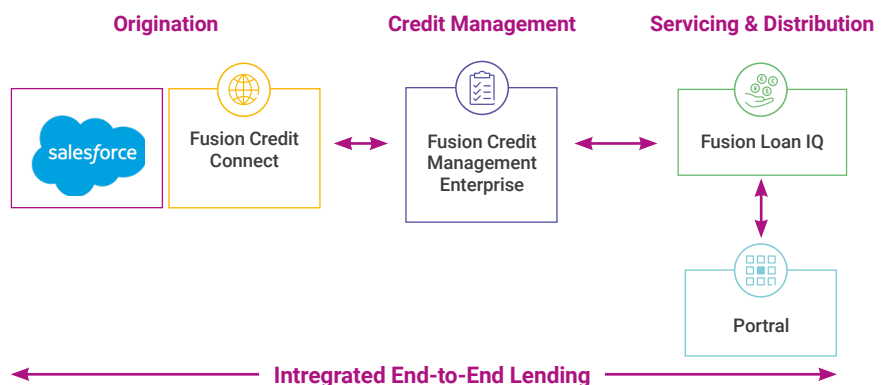 Origination
Credit Management
Servicing & Distribution
salesforce
Fusion Credit
Connect
Fusion Credit
Management
Enterprise
Fusion Loan IQ
Portral
Intregrated End-to-End Lending